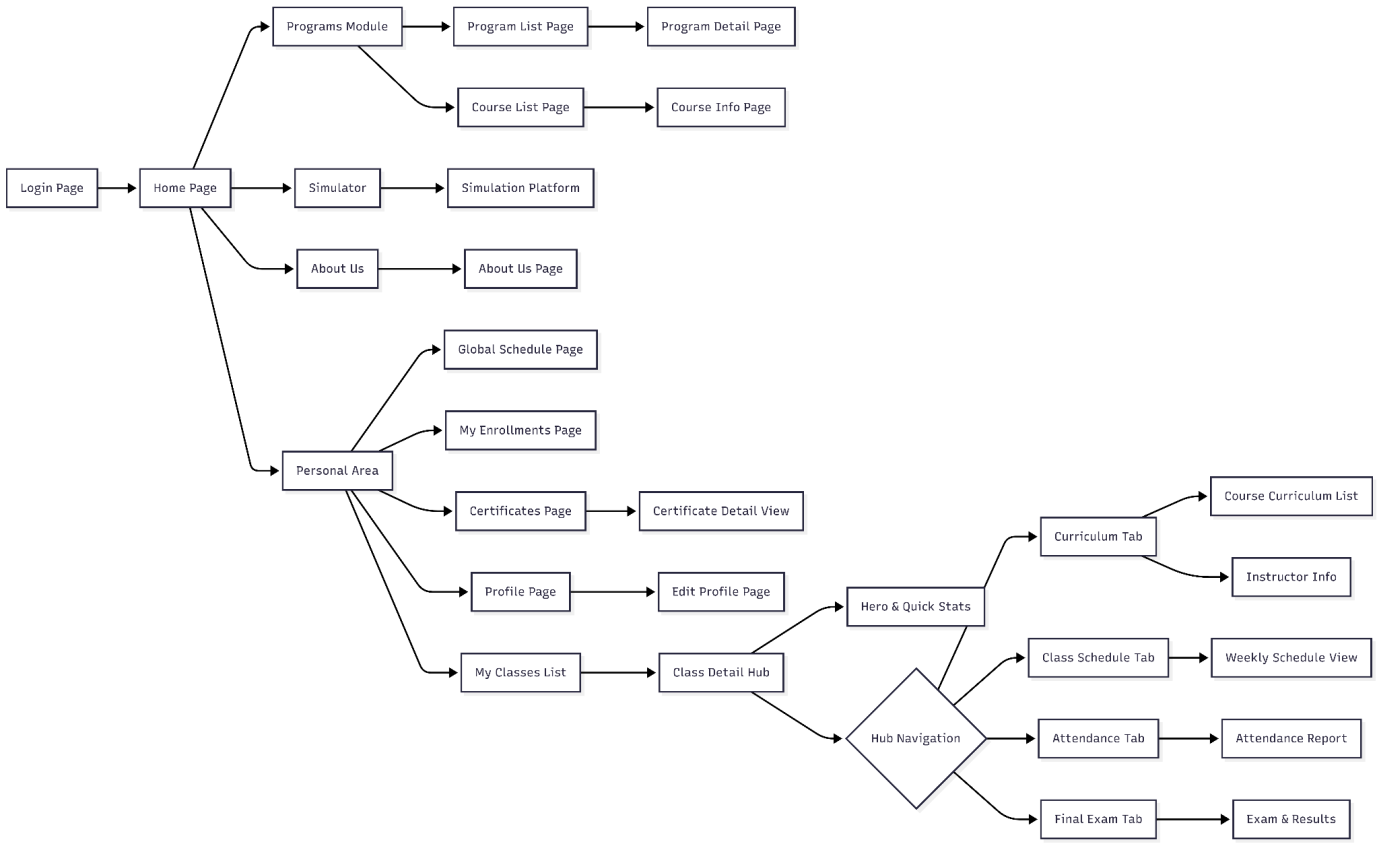 Programs Module
Program List Page
Program Detail Page
Course List Page
Course Info Page
Login Page
Home Page
Simulator
Simulation Platform
About Us
About Us Page
Global Schedule Page
My Enrollments Page
Personal Area
Certificates Page
Certificate Detail View
Profile Page
Edit Profile Page
My Classes List
Class Detail Hub
Hero & Quick Stats
Hub Navigation
Curriculum Tab
Course Curriculum List
Instructor Info
Class Schedule Tab
Weekly Schedule View
Attendance Tab
Attendance Report
Final Exam Tab
Exam & Results